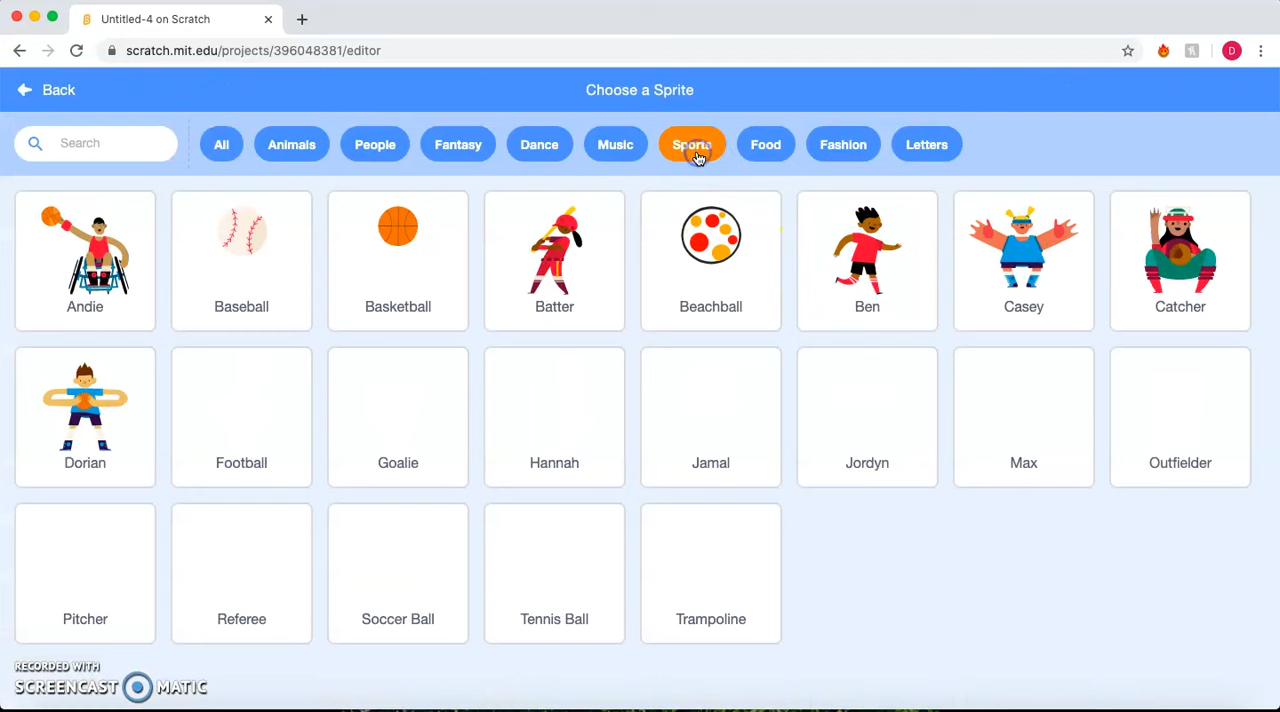 Untitled-4 on Scratch
scratch.mit.edu/projects/396048381/editor
D
Back
Choose a Sprite
Search
All
Animals
People
Fantasy
Dance
Music
Sports
Food
Fashion
Letters
Andie
Baseball
Basketball
Batter
Beachball
Ben
Casey
Catcher
Dorian
Football
Goalie
Hannah
Jamal
Jordyn
Max
Outfielder
Pitcher
Referee
Soccer Ball
Tennis Ball
Trampoline
RECORDED WITH
SCREENCAST MATIC